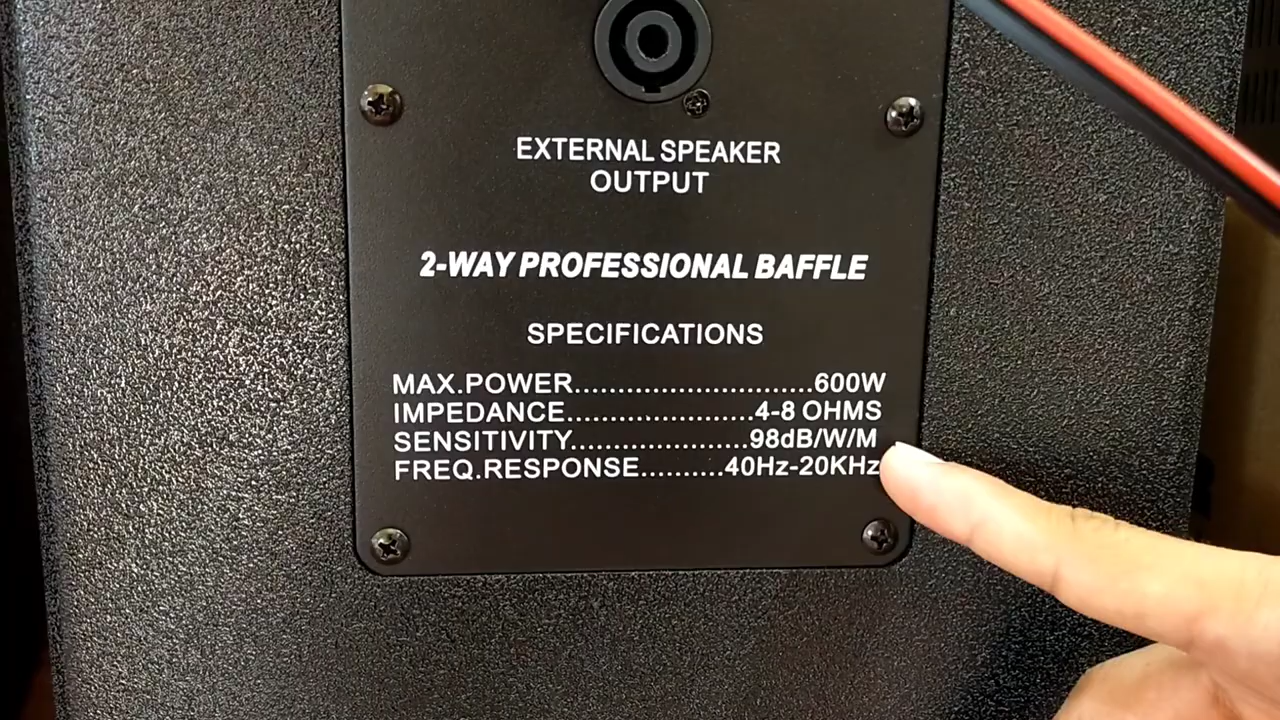 EXTERNAL SPEAKER
OUTPUT
2-WAY PROFESSIONAL BAFFLE
SPECIFICATIONS
MAX.POWER............................600W
IMPEDANCE......................4-8 OHMS
SENSITIVITY.....................98dB/W/M
FREQ.RESPONSE..........40Hz-20KHz